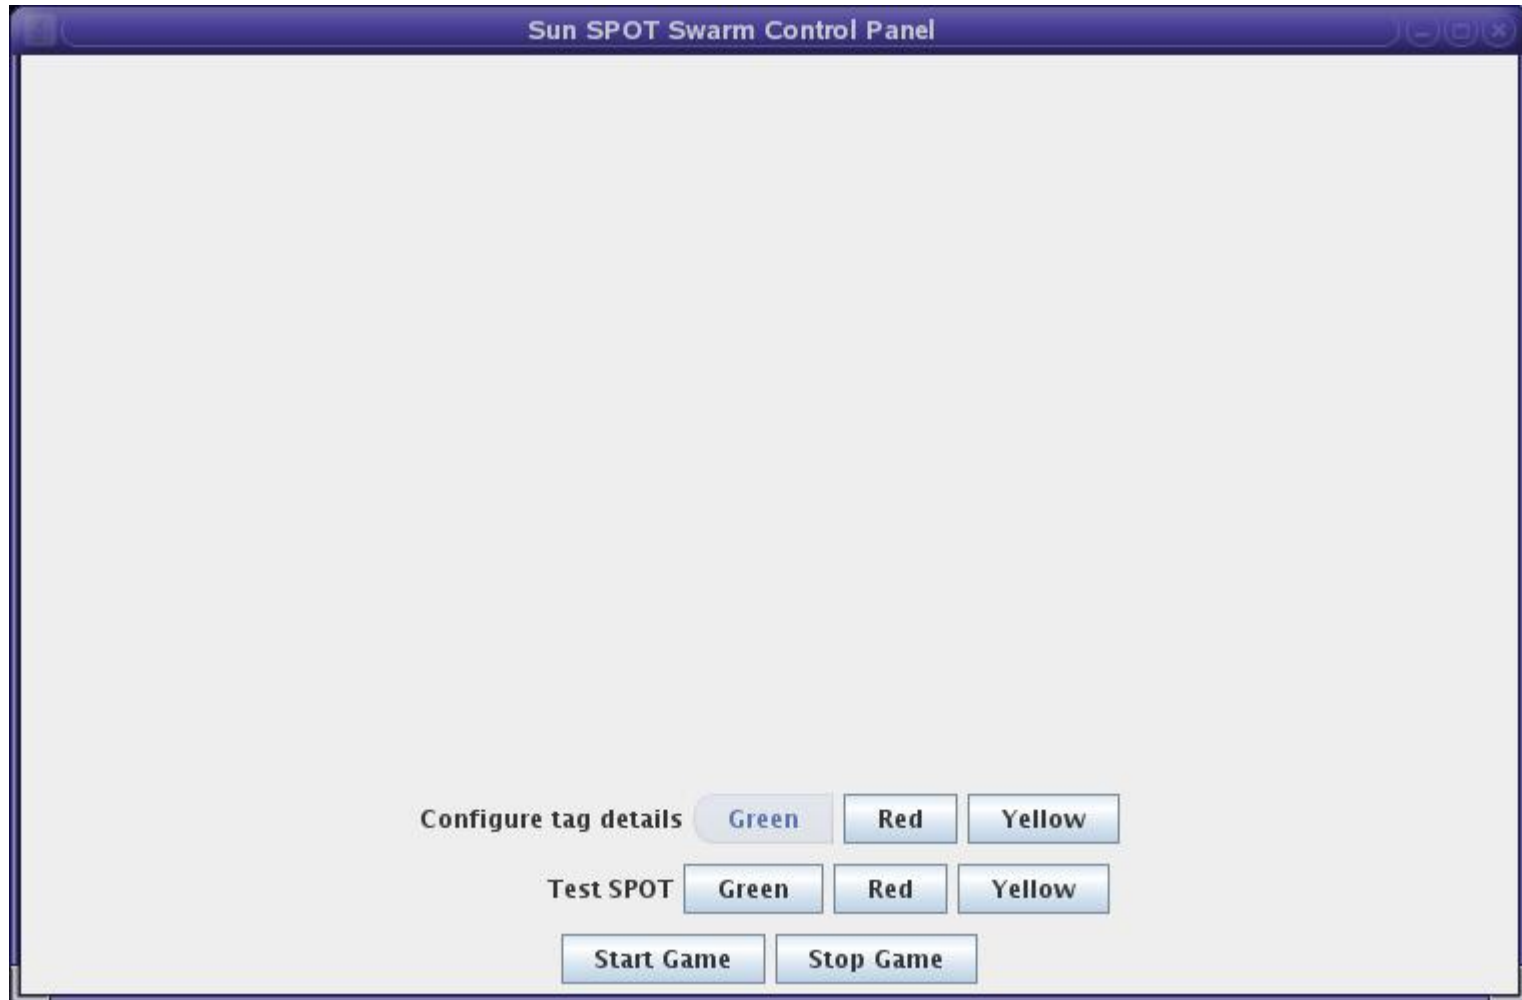 Sun SPOT Swarm Control Panel
Configure tag details Green Red Yellow
Test SPOT Green Red Yellow
Start Game Stop Game